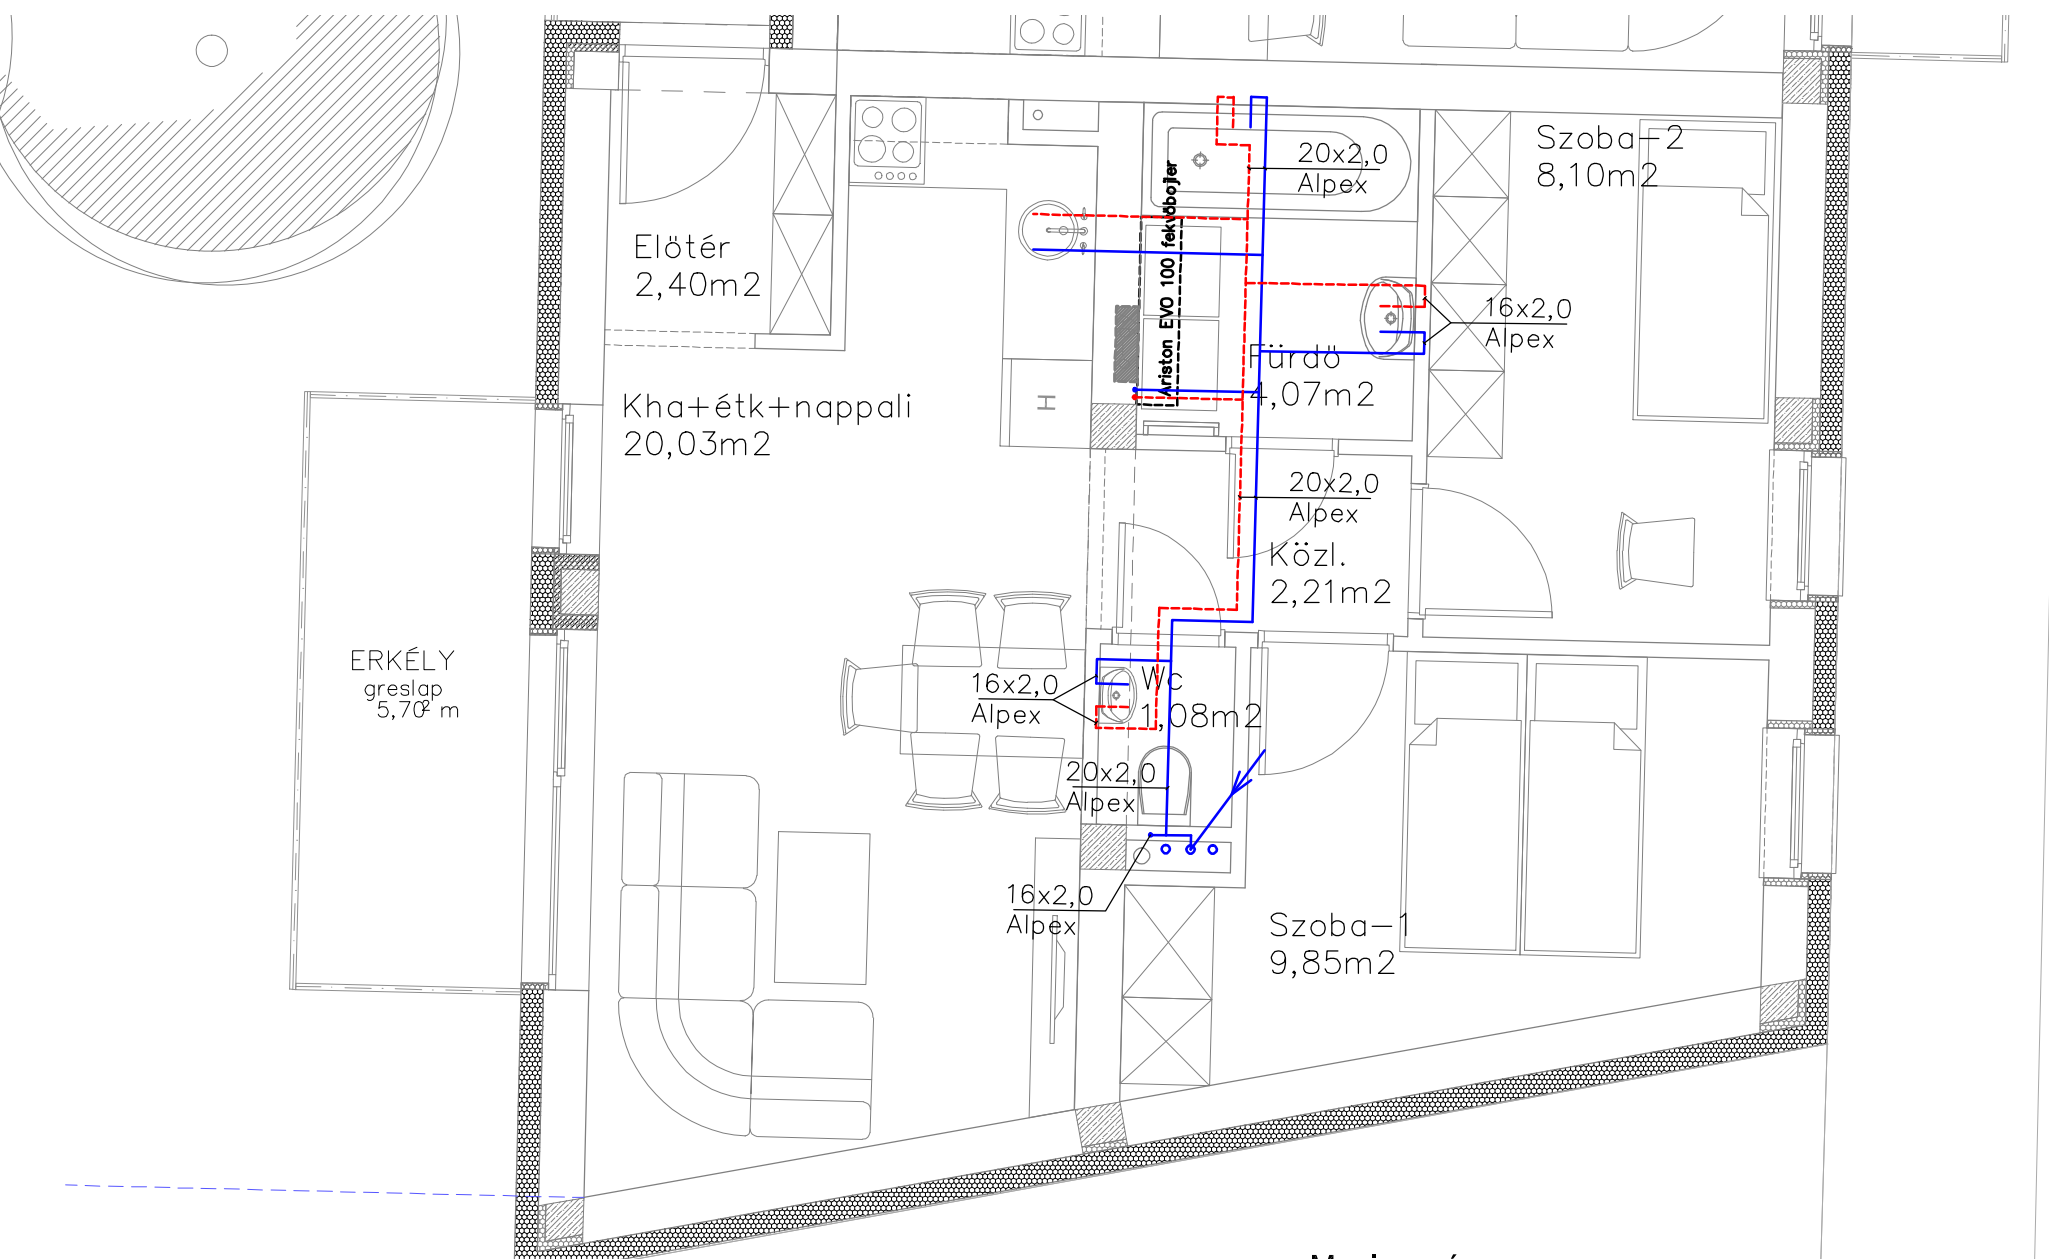 Szoba-2
8,10m2
20x2,0
Alpex
Ariston EVO 100 fekvöbojler
Elötér
2,40m2
16x2,0
Alpex
Fürdö
4,07m2
Kha+étk+nappali
20,03m2
H
20x2,0
Alpex
Közl.
2,21m2
ERKÉLY
greslap
5,70 m2
16x2,0
Alpex
Wc
1,08m2
20x2,0
Alpex
16x2,0
Alpex
Szoba-1
9,85m2